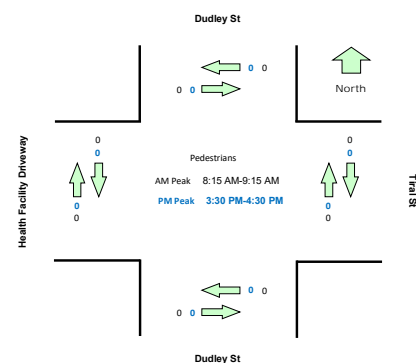 Dudley St
0 0
0 0
North
Health Facility Driveway
0
0
0
0
Pedestrians
AM Peak 8:15 AM-9:15 AM
PM Peak 3:30 PM-4:30 PM
0
0
0
0
Tiral St
0 0
0 0
Dudley St